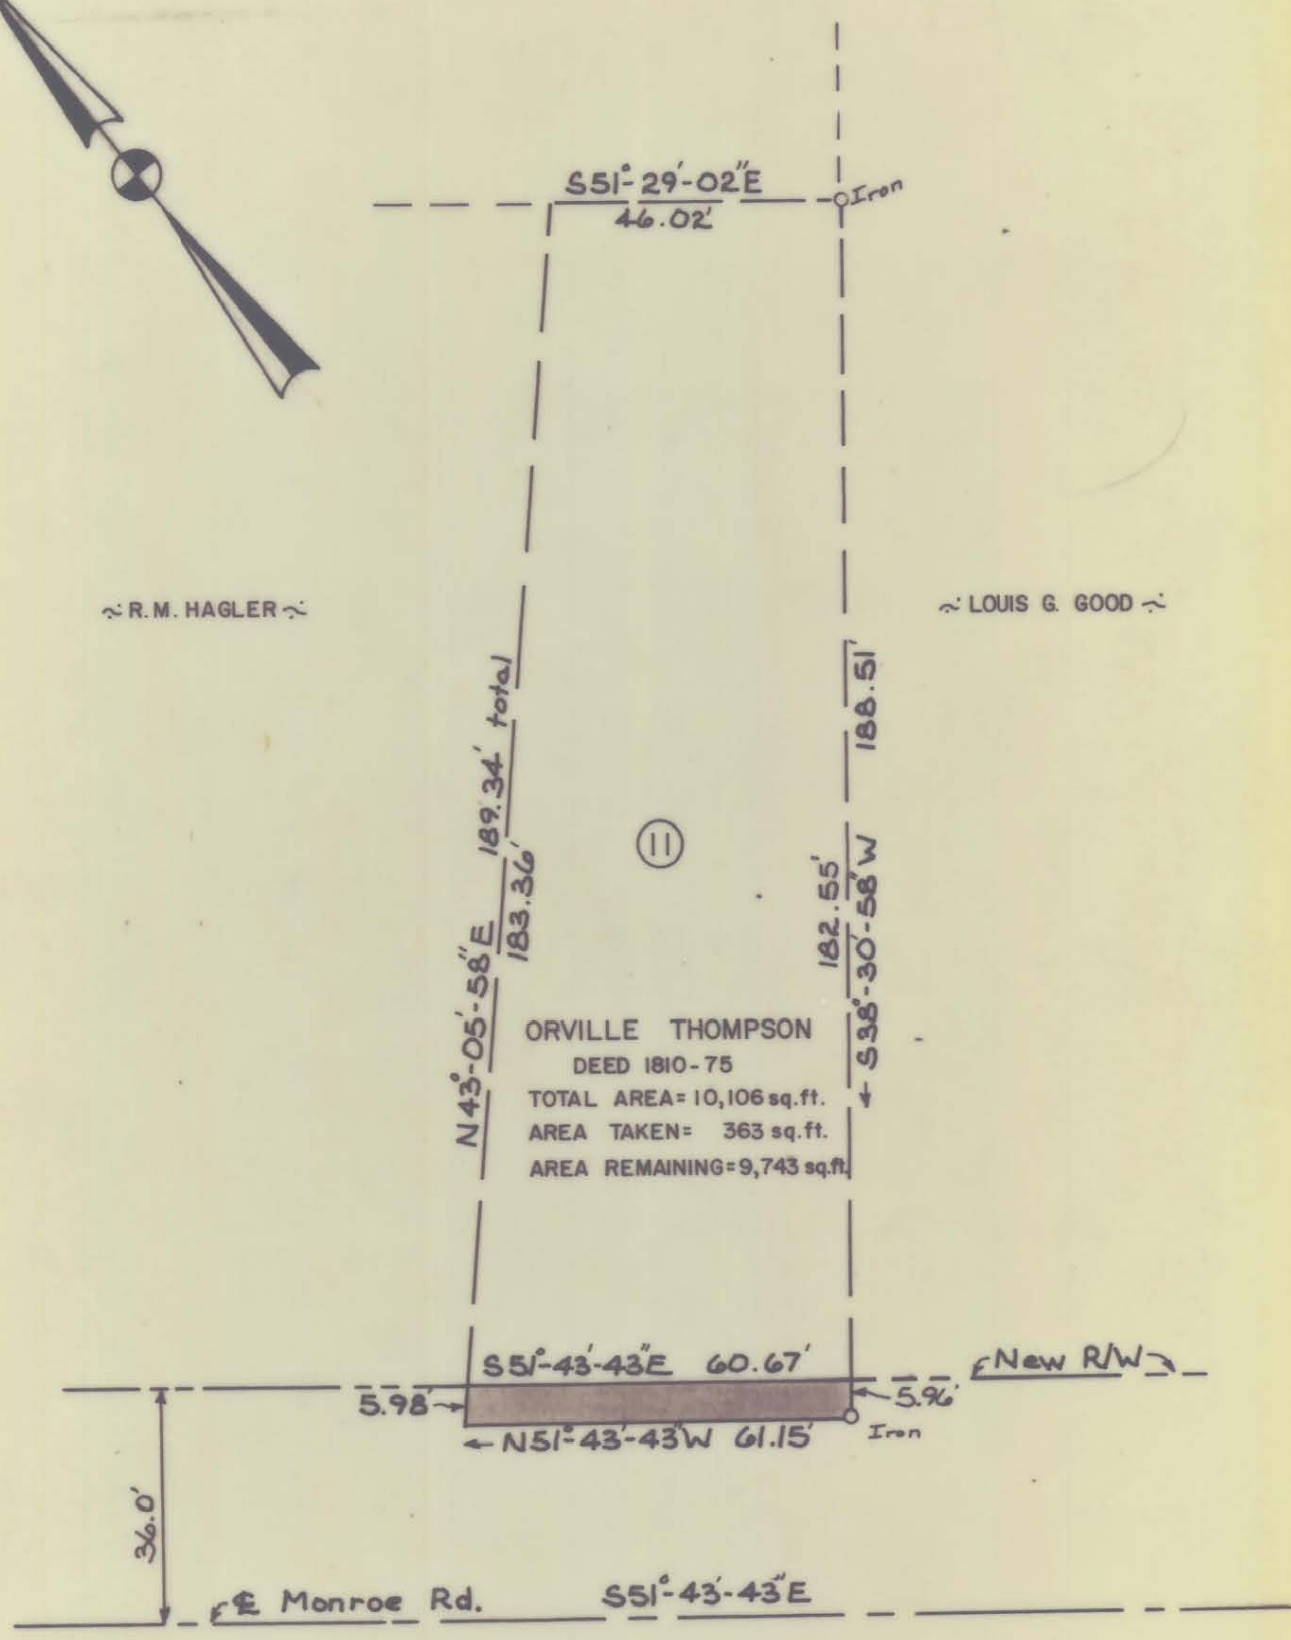 S51°-29'-02"E
46.02'
Iron
~R.M. HAGLER~
~LOUIS G. GOOD~
189.34' total
188.51'
183.36'
182.55'
N43°-05'-58"E
S38°-30'-58"W
11
ORVILLE THOMPSON
DEED 1810-75
TOTAL AREA= 10,106 sq.ft.
AREA TAKEN= 363 sq.ft.
AREA REMAINING=9,743 sq.ft.
S51°-43'-43"E 60.67'
New R/W
5.98'
5.96'
N51°-43'-43"W 61.15'
Iron
36.0'
℄ Monroe Rd. S51°-43'-43"E